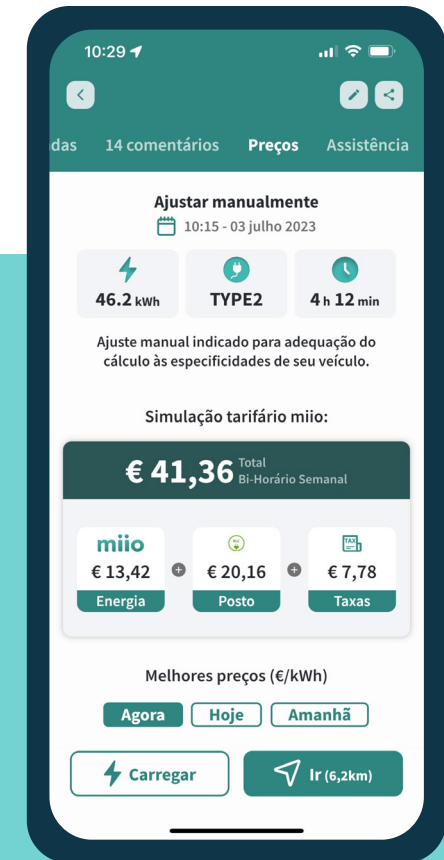 10:29
das 14 comentários Preços Assistência
Ajustar manualmente
10:15 - 03 julho 2023
46.2 kWh TYPE2 4 h 12 min
Ajuste manual indicado para adequação do
cálculo às especificidades de seu veículo.
Simulação tarifário miio:
€ 41,36 Total
Bi-Horário Semanal
miio TAX
€ 13,42 + € 20,16 + € 7,78
Energia Posto Taxas
Melhores preços (€/kWh)
Agora Hoje Amanhã
Carregar Ir (6,2km)